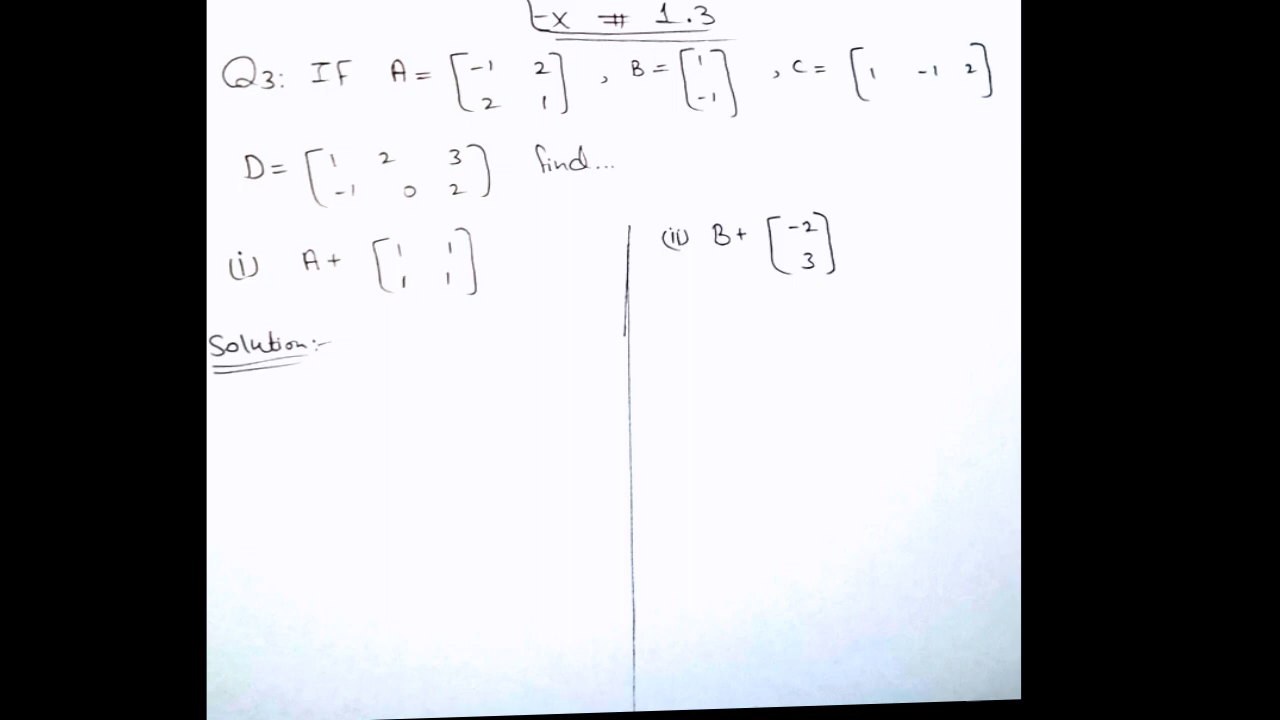 Ex # 1.3
Q3: IF A = [-1 2
2 1] , B = [1
-1] , C = [1 -1 2]
D = [1 2 3
-1 0 2] find...
(i) A + [1 1
1 1]
(ii) B + [-2
3]
Solution:-